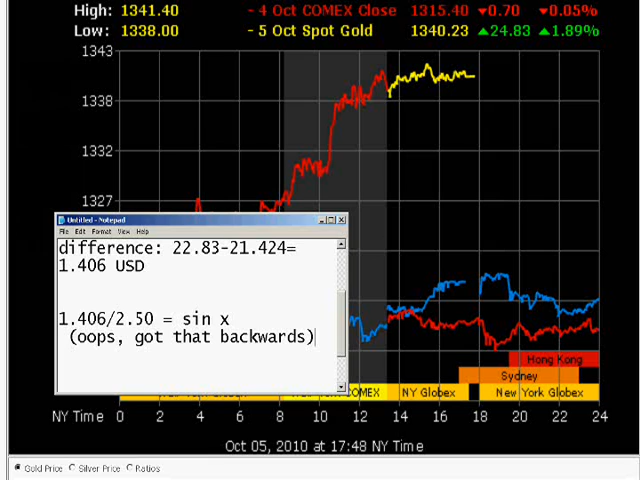 High: 1341.40 - 4 Oct COMEX Close 1315.40 ▼0.70 ▼0.05%
Low: 1338.00 - 5 Oct Spot Gold 1340.23 ▲24.83 ▲1.89%
1343
1338
1332
1327
Untitled - Notepad
File Edit Format View Help
difference: 22.83-21.424=
1.406 USD
1.406/2.50 = sin x
(oops, got that backwards)
Hong Kong
Sydney
COMEX NY Globex New York Globex
NY Time 0 2 4 6 8 10 12 14 16 18 20 22 24
Oct 05, 2010 at 17:48 NY Time
Gold Price Silver Price Ratios